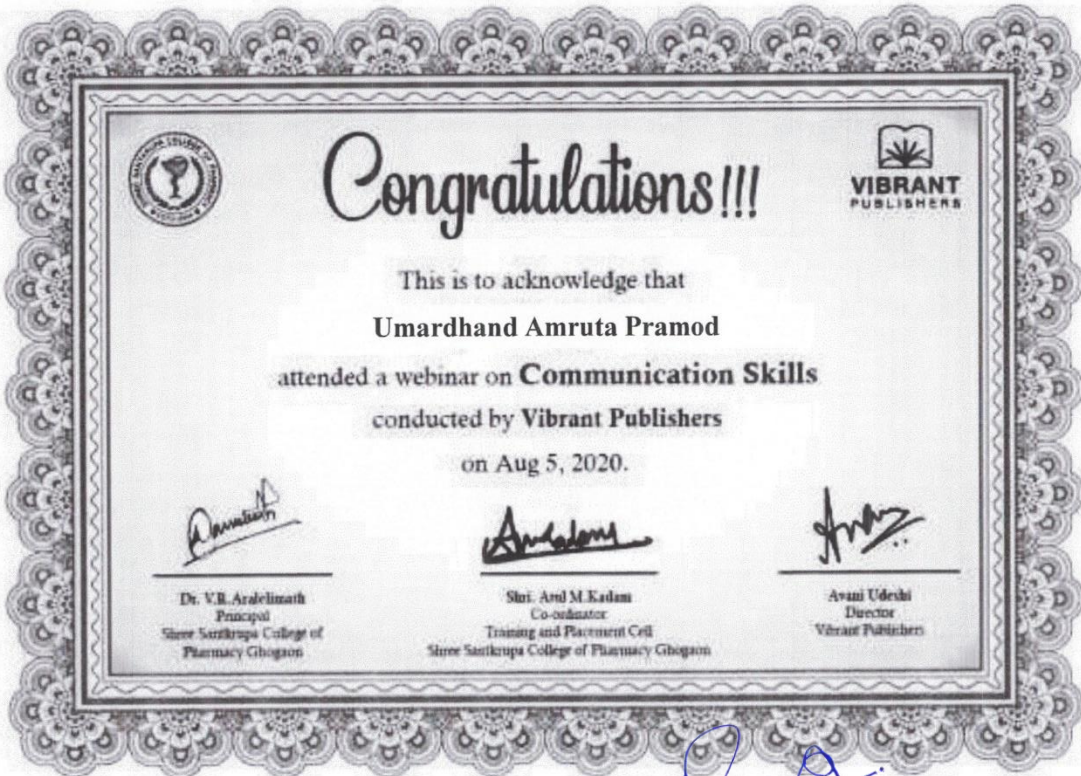 Congratulations!!!
VIBRANT
PUBLISHERS
This is to acknowledge that
Umardhand Amruta Pramod
attended a webinar on Communication Skills
conducted by Vibrant Publishers
on Aug 5, 2020.
Dr. V.R.Aralelimath
Principal
Shree Santkrupa College of
Pharmacy Ghogaon
Shri. Atul M.Kadam
Co-ordinator
Training and Placement Cell
Shree Santkrupa College of Pharmacy Ghogaon
Avani Udeshi
Director
Vibrant Publishers